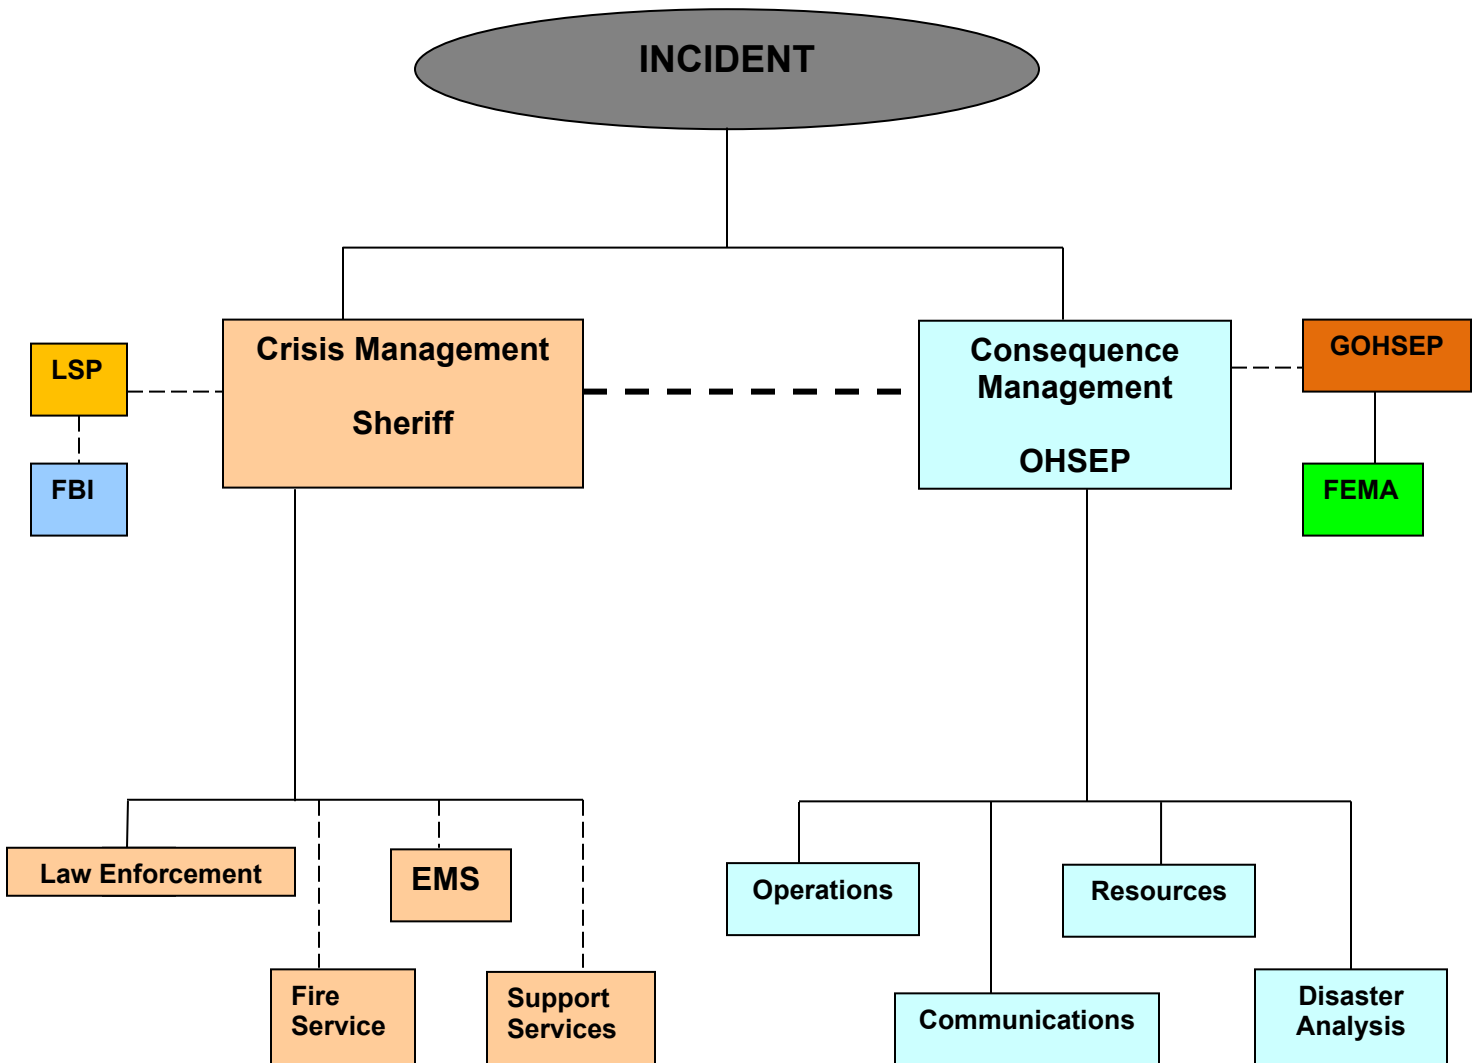 INCIDENT
LSP
Crisis Management
Sheriff
Consequence
Management
OHSEP
GOHSEP
FBI
FEMA
Law Enforcement
EMS
Operations
Resources
Fire
Service
Support
Services
Communications
Disaster
Analysis